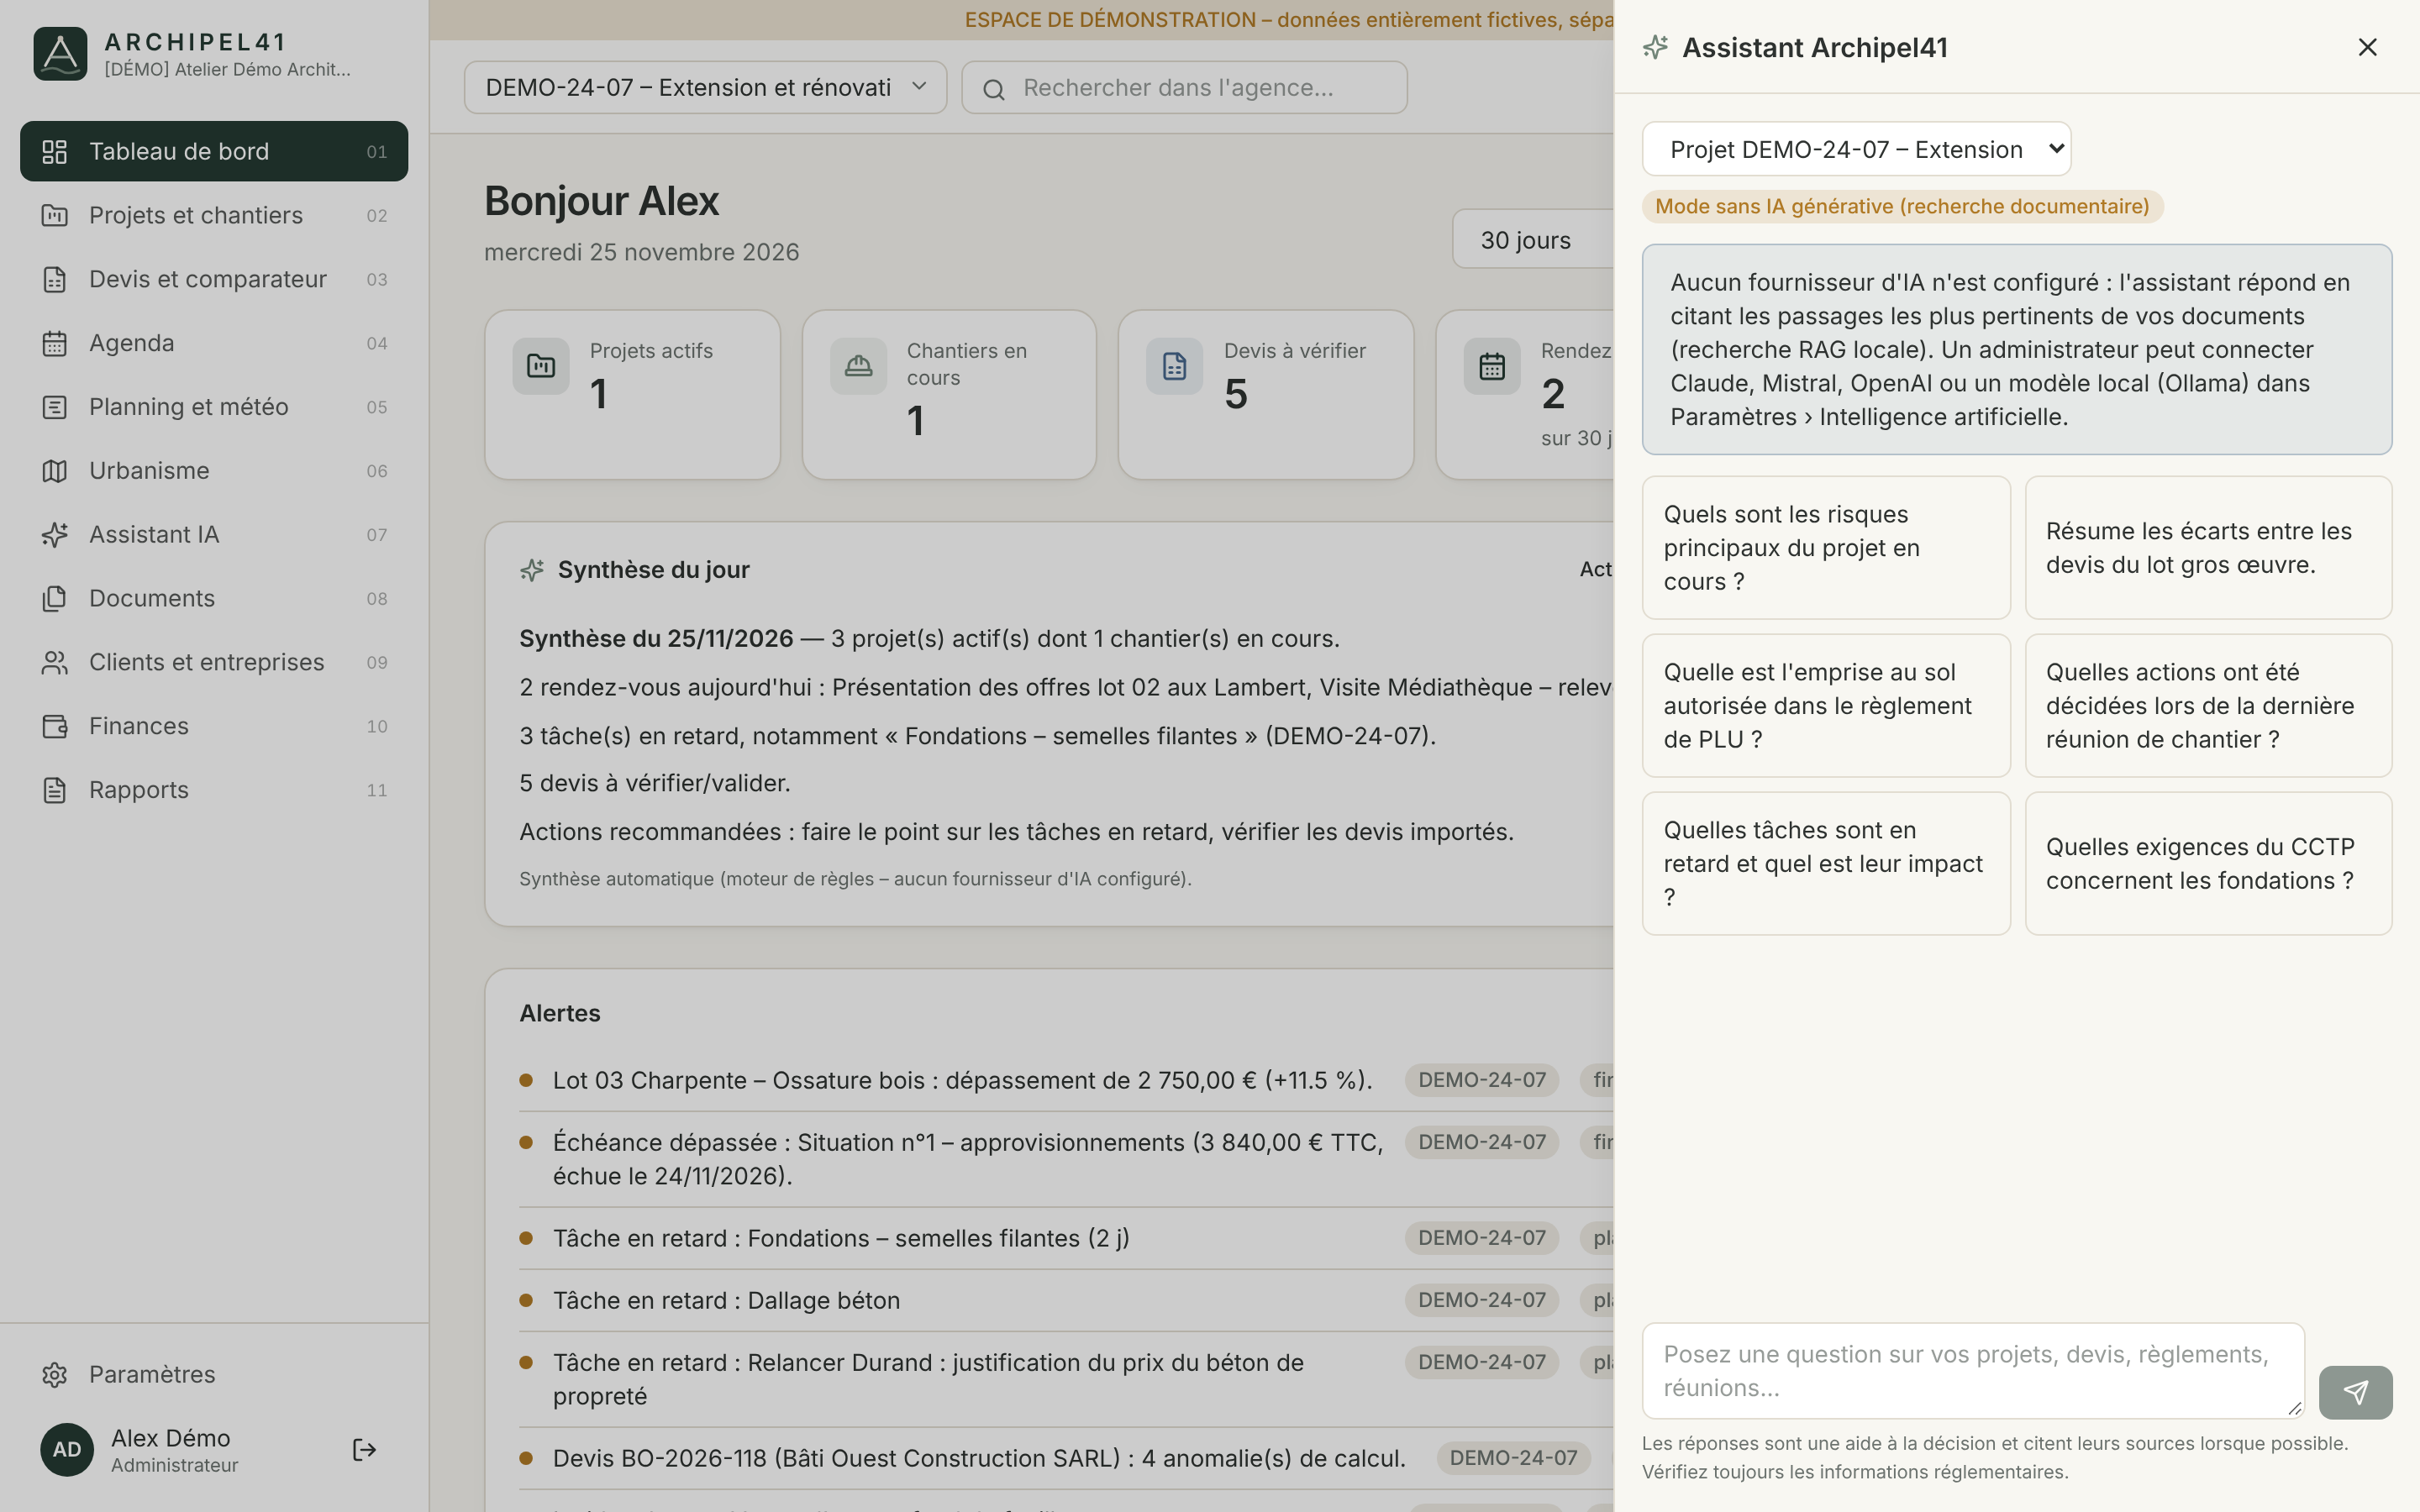 ARCHIPEL41
[DÉMO] Atelier Démo Archit...
Tableau de bord 01
Projets et chantiers 02
Devis et comparateur 03
Agenda 04
Planning et météo 05
Urbanisme 06
Assistant IA 07
Documents 08
Clients et entreprises 09
Finances 10
Rapports 11
Paramètres
AD
Alex Démo
Administrateur
ESPACE DE DÉMONSTRATION – données entièrement fictives, sépa
DEMO-24-07 – Extension et rénovati
Rechercher dans l'agence...
Bonjour Alex
mercredi 25 novembre 2026
30 jours
Projets actifs
1
Chantiers en
cours
1
Devis à vérifier
5
Rendez
2
sur 30 j
Synthèse du jour
Act
Synthèse du 25/11/2026 — 3 projet(s) actif(s) dont 1 chantier(s) en cours.
2 rendez-vous aujourd'hui : Présentation des offres lot 02 aux Lambert, Visite Médiathèque – relev
3 tâche(s) en retard, notamment « Fondations – semelles filantes » (DEMO-24-07).
5 devis à vérifier/valider.
Actions recommandées : faire le point sur les tâches en retard, vérifier les devis importés.
Synthèse automatique (moteur de règles – aucun fournisseur d'IA configuré).
Alertes
Lot 03 Charpente – Ossature bois : dépassement de 2 750,00 € (+11.5 %). DEMO-24-07 fin
Échéance dépassée : Situation n°1 – approvisionnements (3 840,00 € TTC, DEMO-24-07 fin
échue le 24/11/2026).
Tâche en retard : Fondations – semelles filantes (2 j) DEMO-24-07 pla
Tâche en retard : Dallage béton DEMO-24-07 pla
Tâche en retard : Relancer Durand : justification du prix du béton de DEMO-24-07 pla
propreté
Devis BO-2026-118 (Bâti Ouest Construction SARL) : 4 anomalie(s) de calcul. DEMO-24-07
Assistant Archipel41
Projet DEMO-24-07 – Extension
Mode sans IA générative (recherche documentaire)
Aucun fournisseur d'IA n'est configuré : l'assistant répond en
citant les passages les plus pertinents de vos documents
(recherche RAG locale). Un administrateur peut connecter
Claude, Mistral, OpenAI ou un modèle local (Ollama) dans
Paramètres › Intelligence artificielle.
Quels sont les risques
principaux du projet en
cours ?
Résume les écarts entre les
devis du lot gros œuvre.
Quelle est l'emprise au sol
autorisée dans le règlement
de PLU ?
Quelles actions ont été
décidées lors de la dernière
réunion de chantier ?
Quelles tâches sont en
retard et quel est leur impact
?
Quelles exigences du CCTP
concernent les fondations ?
Posez une question sur vos projets, devis, règlements,
réunions...
Les réponses sont une aide à la décision et citent leurs sources lorsque possible.
Vérifiez toujours les informations réglementaires.